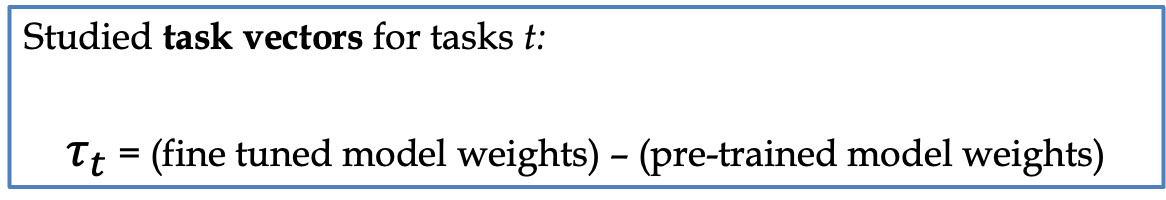 Studied task vectors for tasks t:
τt = (fine tuned model weights) – (pre-trained model weights)